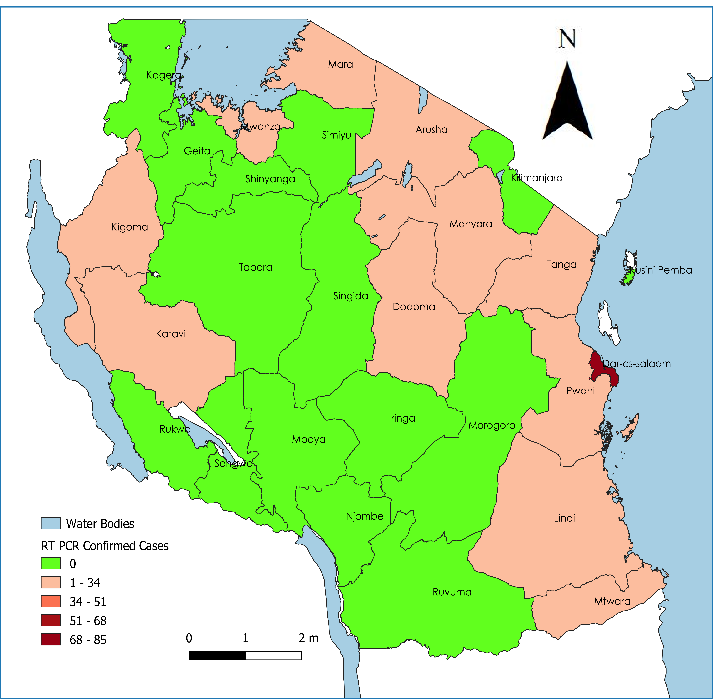 N
Mara
Kagera
Mwanza
Arusha
Simiyu
Geita
Shinyanga
Kilimanjaro
Kigoma
Manyara
Tabora
Tanga
Kusini Pemba
Singida
Dodoma
Katavi
Dar-es-salaam
Pwani
Rukwa
Iringa
Morogoro
Mbeya
Songwe
Njombe
Lindi
Ruvuma
Mtwara
Water Bodies
RT PCR Confirmed Cases
0
1 - 34
34 - 51
51 - 68
68 - 85
0 1 2 m